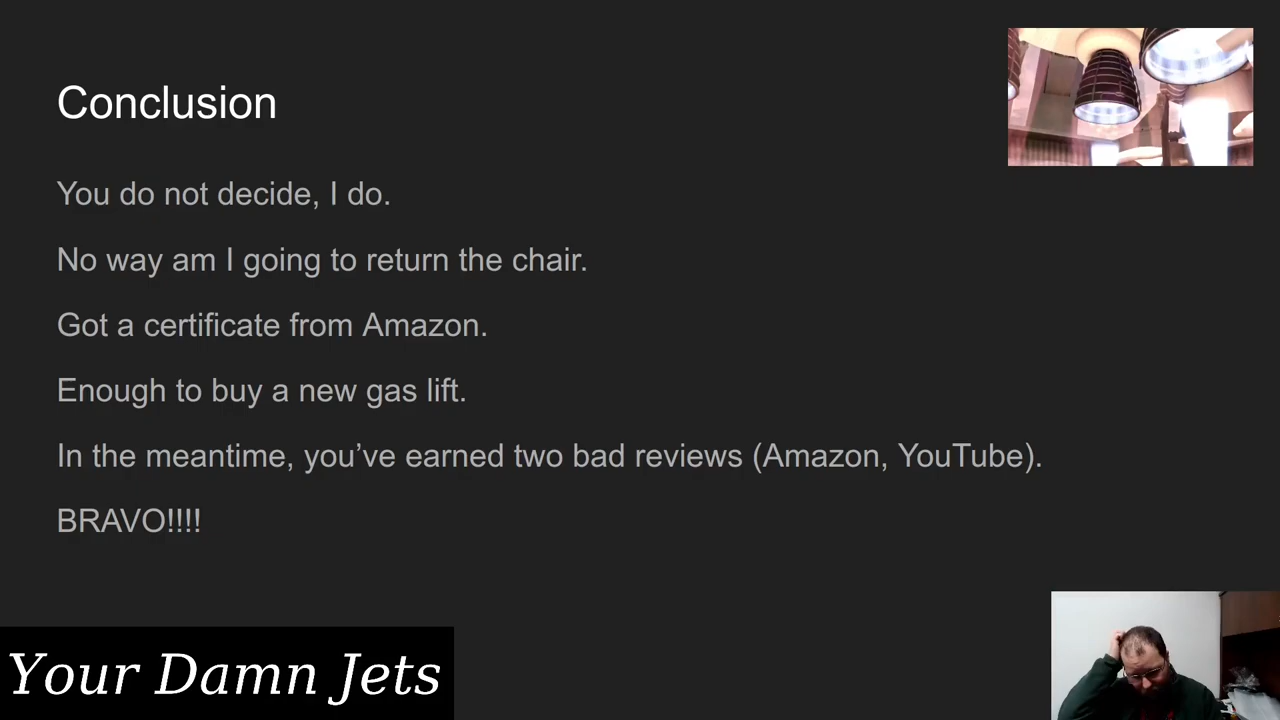 Conclusion
You do not decide, I do.
No way am I going to return the chair.
Got a certificate from Amazon.
Enough to buy a new gas lift.
In the meantime, you’ve earned two bad reviews (Amazon, YouTube).
BRAVO!!!!
Your Damn Jets